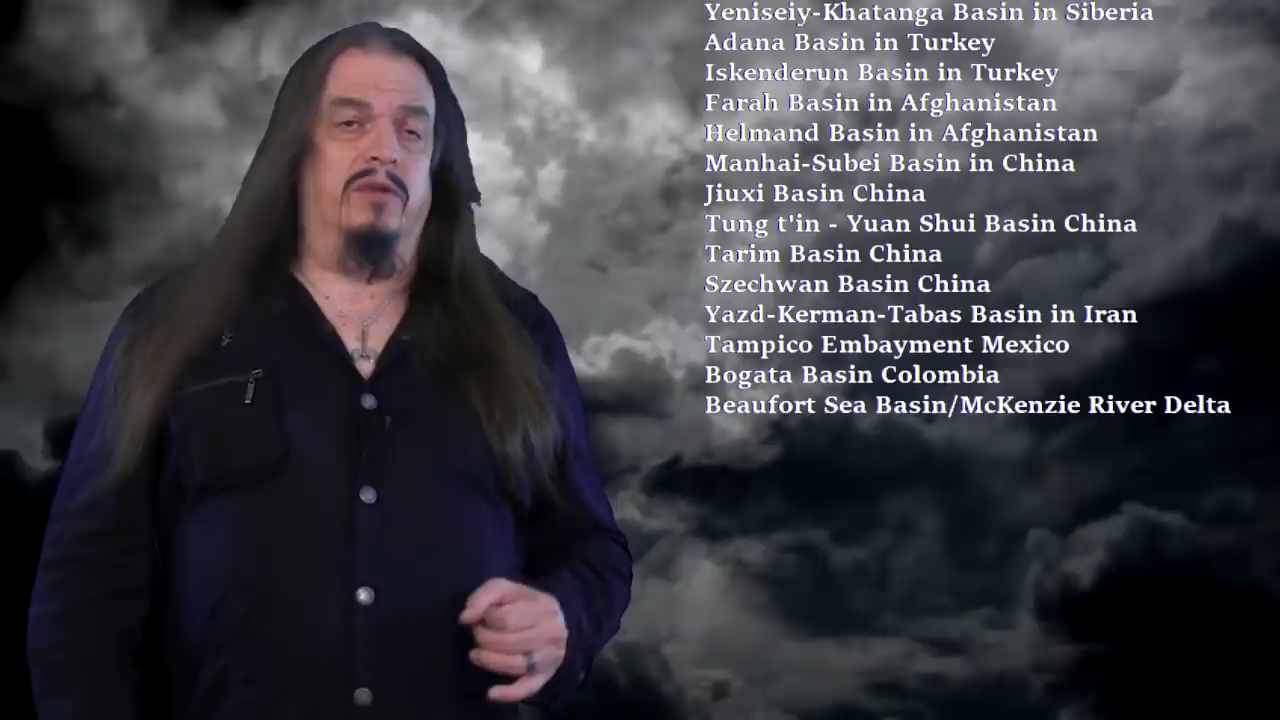 Yeniseiy-Khatanga Basin in Siberia
Adana Basin in Turkey
Iskenderun Basin in Turkey
Farah Basin in Afghanistan
Helmand Basin in Afghanistan
Manhai-Subei Basin in China
Jiuxi Basin China
Tung t'in - Yuan Shui Basin China
Tarim Basin China
Szechwan Basin China
Yazd-Kerman-Tabas Basin in Iran
Tampico Embayment Mexico
Bogata Basin Colombia
Beaufort Sea Basin/McKenzie River Delta